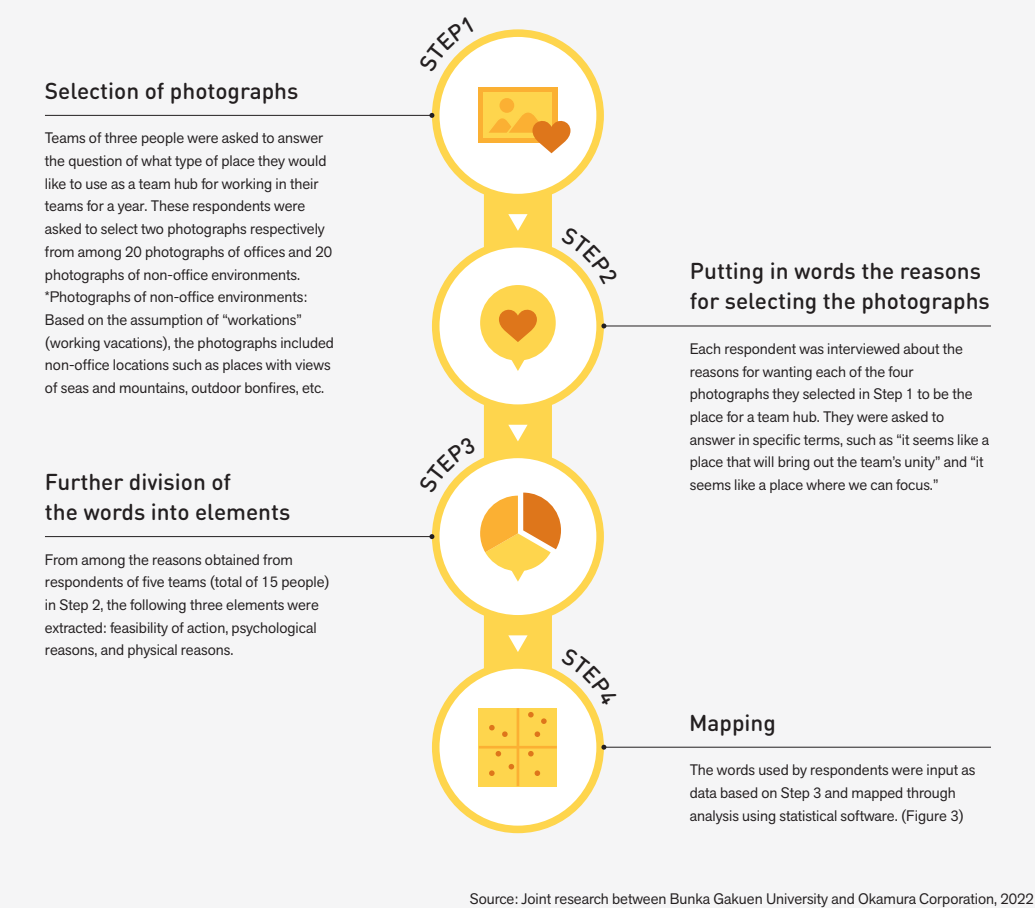 STEP1
Selection of photographs
Teams of three people were asked to answer
the question of what type of place they would
like to use as a team hub for working in their
teams for a year. These respondents were
asked to select two photographs respectively
from among 20 photographs of offices and 20
photographs of non-office environments.
*Photographs of non-office environments:
Based on the assumption of “workations”
(working vacations), the photographs included
non-office locations such as places with views
of seas and mountains, outdoor bonfires, etc.
STEP2
Putting in words the reasons
for selecting the photographs
Each respondent was interviewed about the
reasons for wanting each of the four
photographs they selected in Step 1 to be the
place for a team hub. They were asked to
answer in specific terms, such as “it seems like a
place that will bring out the team’s unity” and “it
seems like a place where we can focus.”
STEP3
Further division of
the words into elements
From among the reasons obtained from
respondents of five teams (total of 15 people)
in Step 2, the following three elements were
extracted: feasibility of action, psychological
reasons, and physical reasons.
STEP4
Mapping
The words used by respondents were input as
data based on Step 3 and mapped through
analysis using statistical software. (Figure 3)
Source: Joint research between Bunka Gakuen University and Okamura Corporation, 2022